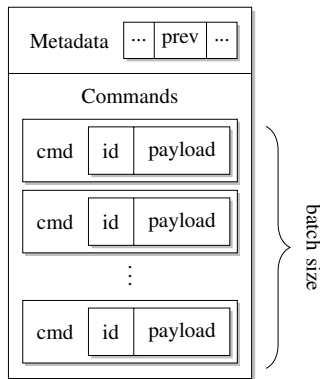 Metadata ... prev ...
Commands
cmd id payload
cmd id payload
⋮
cmd id payload
batch size